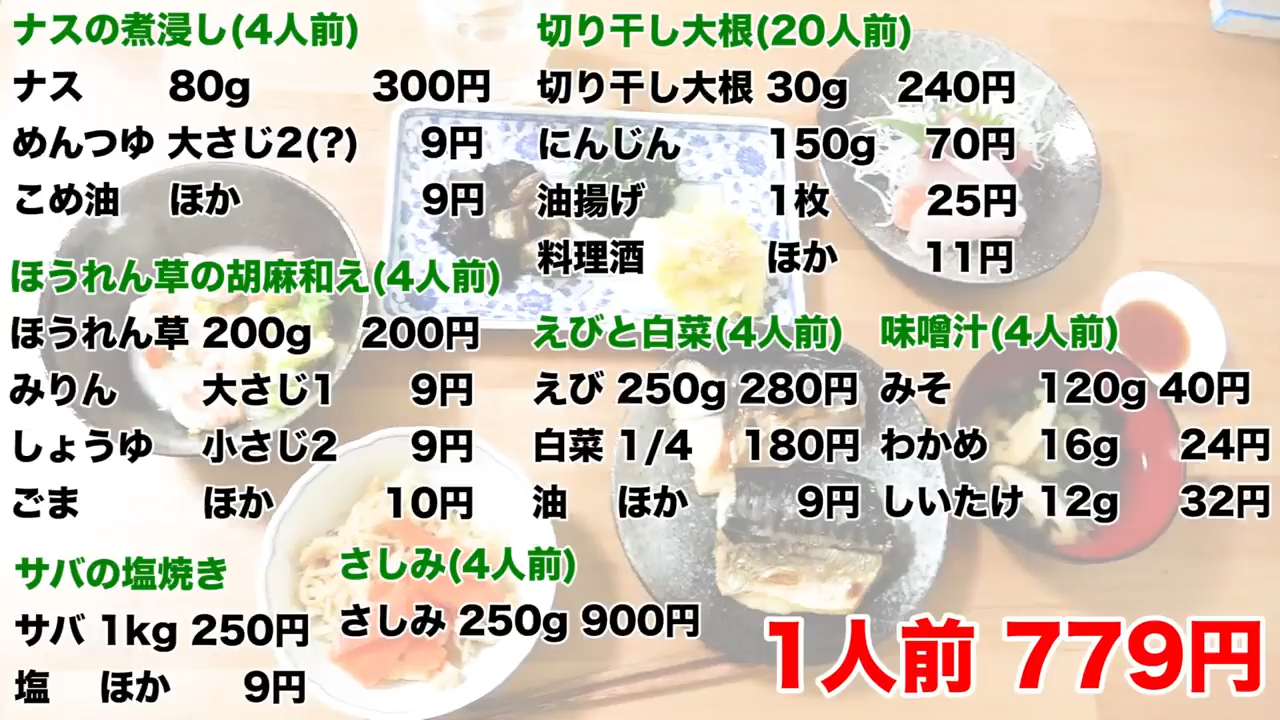 ナスの煮浸し(4人前)
ナス 80g 300円
めんつゆ 大さじ2(?) 9円
こめ油 ほか 9円
ほうれん草の胡麻和え(4人前)
ほうれん草 200g 200円
みりん 大さじ1 9円
しょうゆ 小さじ2 9円
ごま ほか 10円
サバの塩焼き
サバ 1kg 250円
塩 ほか 9円
切り干し大根(20人前)
切り干し大根 30g 240円
にんじん 150g 70円
油揚げ 1枚 25円
料理酒 ほか 11円
えびと白菜(4人前)
えび 250g 280円
白菜 1/4 180円
油 ほか 9円
味噌汁(4人前)
みそ 120g 40円
わかめ 16g 24円
しいたけ 12g 32円
さしみ(4人前)
さしみ 250g 900円
1人前 779円